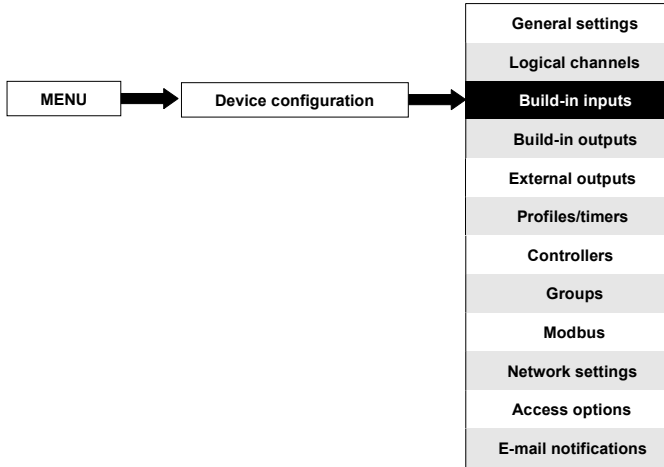 General settings
Logical channels
MENU
Device configuration
Build-in inputs
Build-in outputs
External outputs
Profiles/timers
Controllers
Groups
Modbus
Network settings
Access options
E-mail notifications